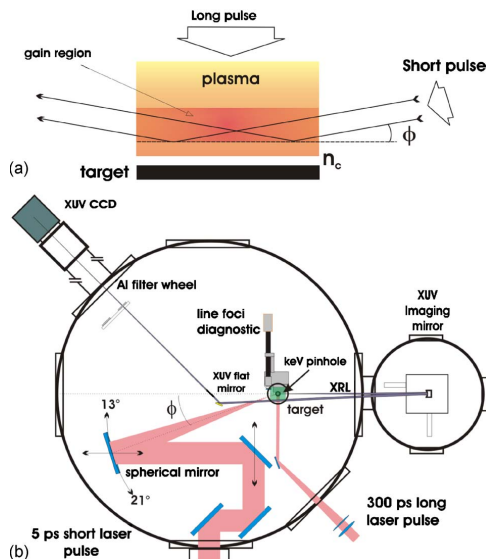 Long pulse
gain region
plasma
Short pulse
ϕ
n_c
(a)
target
XUV CCD
Al filter wheel
line foci
diagnostic
XUV
Imaging
mirror
keV pinhole
XUV flat
mirror
XRL
target
13°
ϕ
spherical mirror
21°
300 ps long
laser pulse
5 ps short laser
pulse
(b)